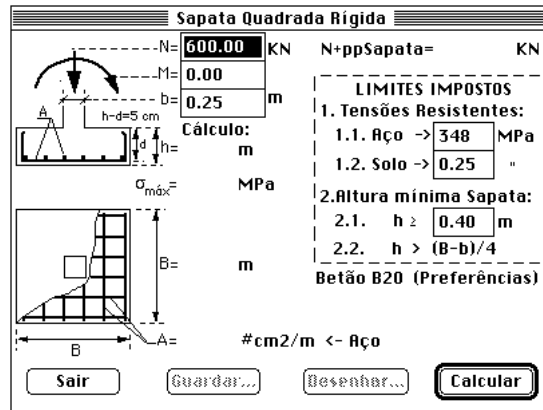 Sapata Quadrada Rígida
N= 600.00 KN N+ppSapata= KN
M= 0.00
b= 0.25 m
LIMITES IMPOSTOS
A h-d=5 cm
1. Tensões Resistentes:
Cálculo:
1.1. Aço -> 348 MPa
d h= m
1.2. Solo -> 0.25 "
σmáx= MPa
2.Altura mínima Sapata:
2.1. h ≥ 0.40 m
2.2. h > (B-b)/4
B= m
Betão B20 (Preferências)
A= #cm2/m <- Aço
B
Sair Guardar... Desenhar... Calcular